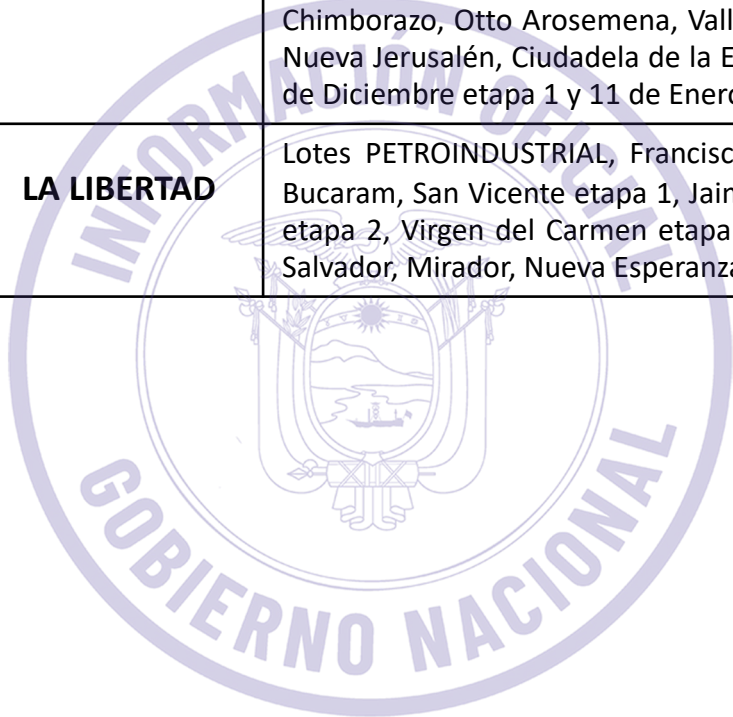 Chimborazo, Otto Arosemena, Vall
Nueva Jerusalén, Ciudadela de la E
de Diciembre etapa 1 y 11 de Enero
LA LIBERTAD
Lotes PETROINDUSTRIAL, Francisc
Bucaram, San Vicente etapa 1, Jaim
etapa 2, Virgen del Carmen etapa
Salvador, Mirador, Nueva Esperanza
INFORMACIÓN OFICIAL
GOBIERNO NACIONAL